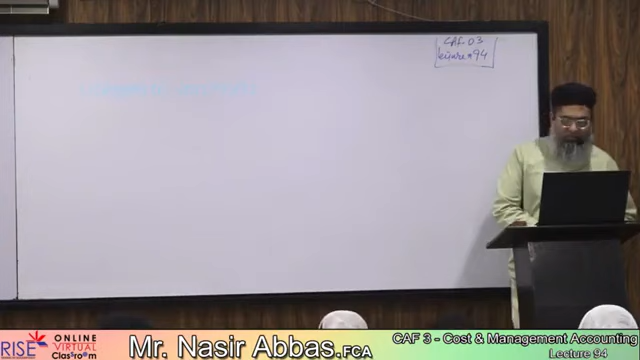 CAF 03
Lecture # 94
RISE
ONLINE
VIRTUAL
Classroom
Mr. Nasir Abbas.FCA
CAF 3 - Cost & Management Accounting
Lecture 94